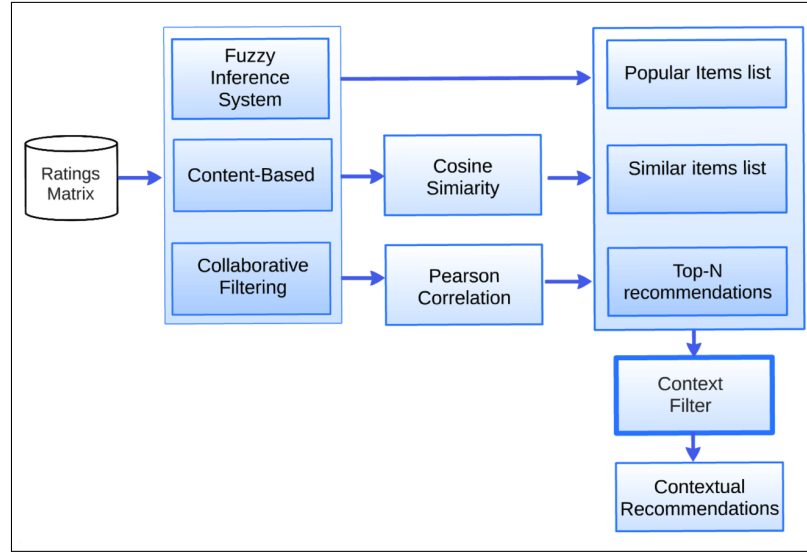 Ratings
Matrix
Fuzzy
Inference
System
Content-Based
Collaborative
Filtering
Cosine
Simiarity
Pearson
Correlation
Popular Items list
Similar items list
Top-N
recommendations
Context
Filter
Contextual
Recommendations